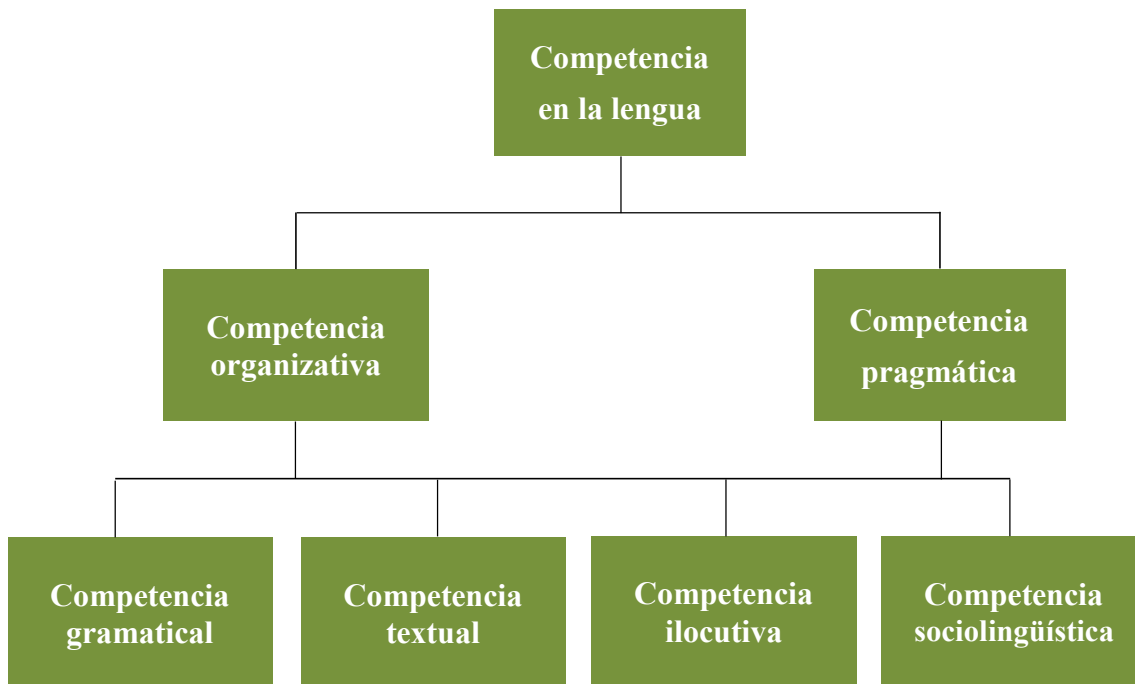 Competencia
en la lengua
Competencia
organizativa
Competencia
pragmática
Competencia
gramatical
Competencia
textual
Competencia
ilocutiva
Competencia
sociolingüística